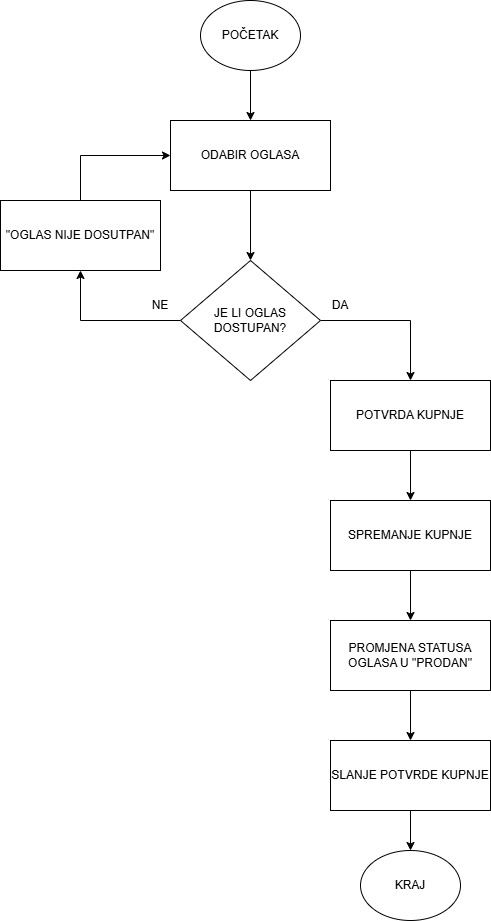 POČETAK
ODABIR OGLASA
"OGLAS NIJE DOSUTPAN"
NE
JE LI OGLAS
DOSTUPAN?
DA
POTVRDA KUPNJE
SPREMANJE KUPNJE
PROMJENA STATUSA
OGLASA U "PRODAN"
SLANJE POTVRDE KUPNJE
KRAJ